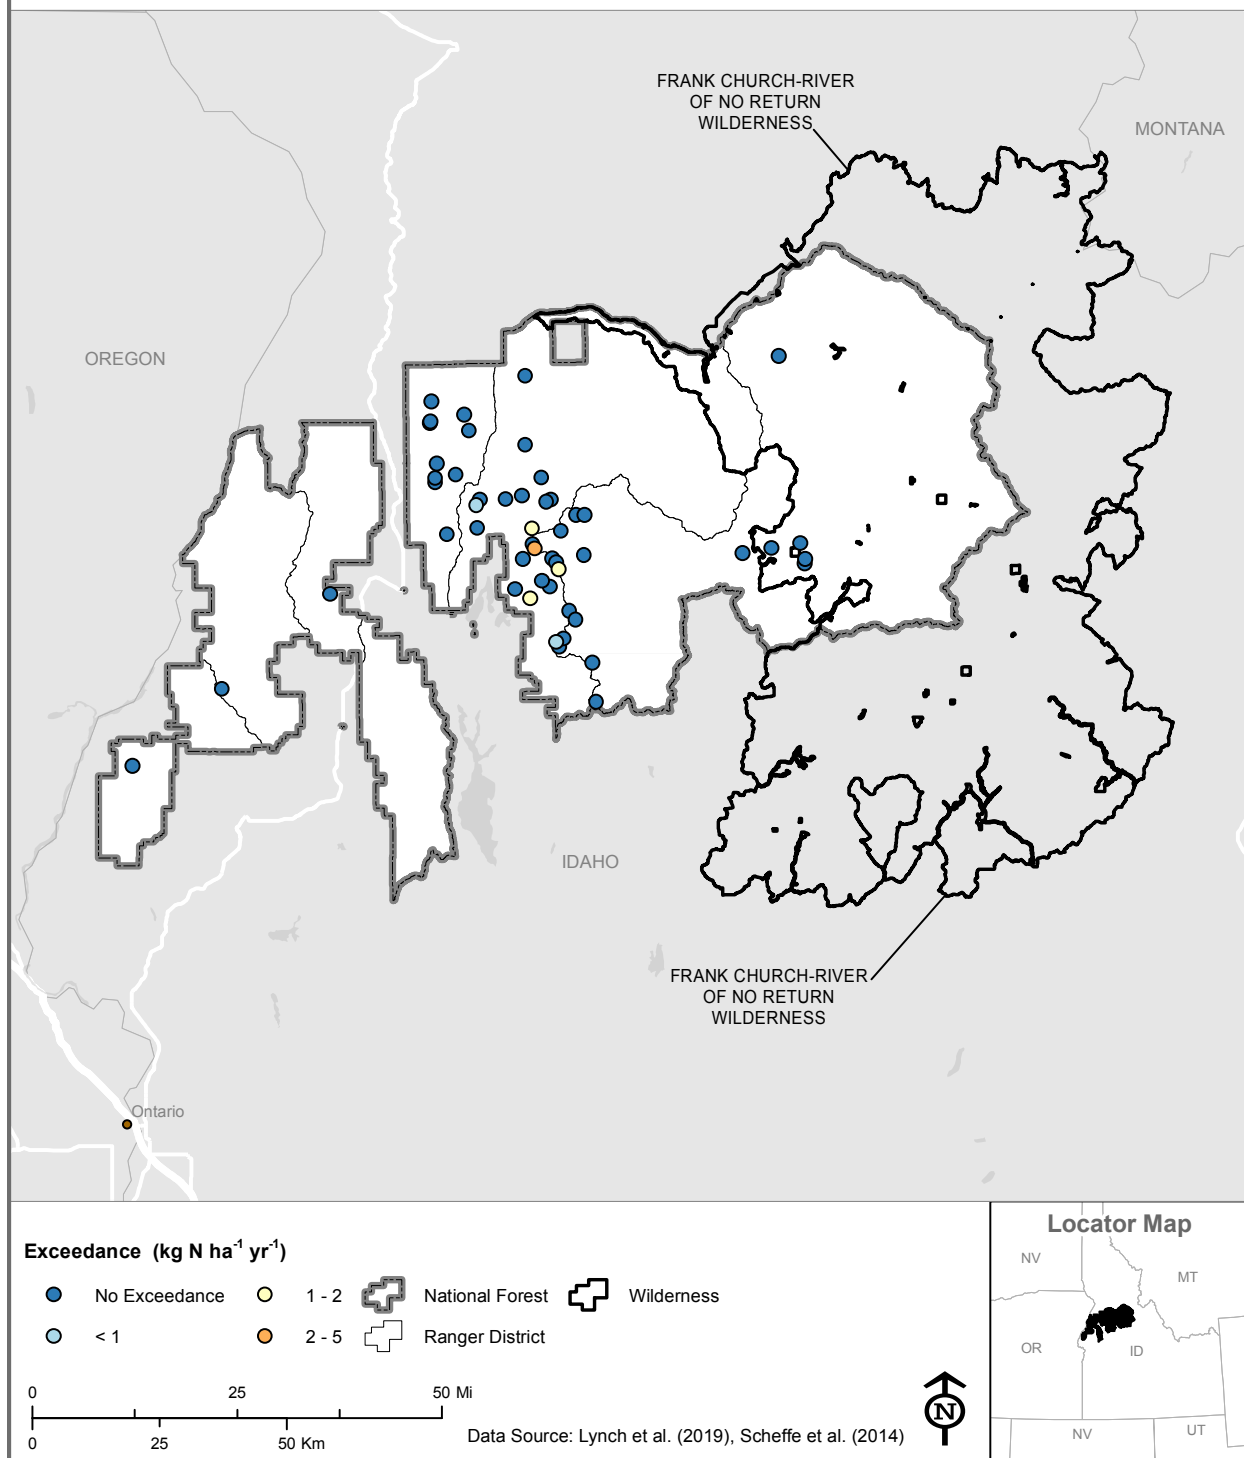 FRANK CHURCH-RIVER
OF NO RETURN
WILDERNESS
MONTANA
OREGON
IDAHO
FRANK CHURCH-RIVER
OF NO RETURN
WILDERNESS
Ontario
Exceedance (kg N ha⁻¹ yr⁻¹)
No Exceedance
1 - 2
National Forest
Wilderness
< 1
2 - 5
Ranger District
0 25 50 Mi
0 25 50 Km
Data Source: Lynch et al. (2019), Scheffe et al. (2014)
N
Locator Map
NV
MT
OR
ID
NV
UT